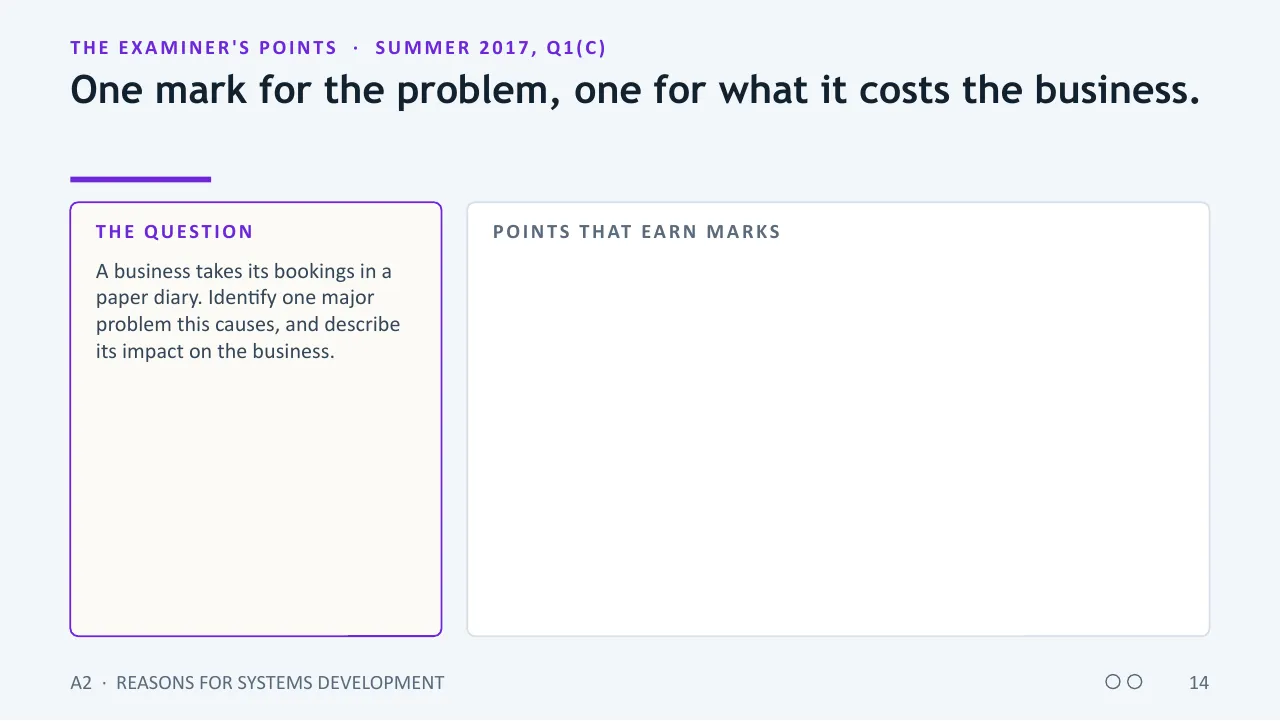 THE EXAMINER'S POINTS · SUMMER 2017, Q1(C)
One mark for the problem, one for what it costs the business.
THE QUESTION
A business takes its bookings in a
paper diary. Identify one major
problem this causes, and describe
its impact on the business.
POINTS THAT EARN MARKS
A2 · REASONS FOR SYSTEMS DEVELOPMENT
14